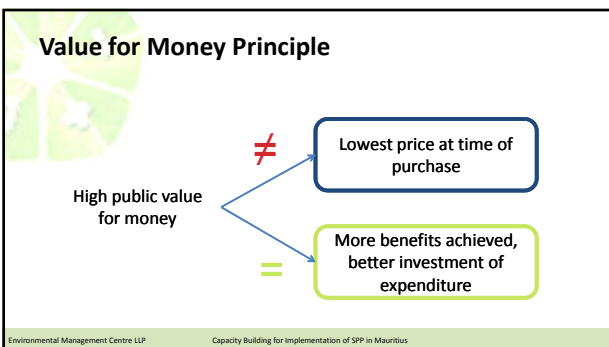 Value for Money Principle
≠
Lowest price at time of
purchase
High public value
for money
=
More benefits achieved,
better investment of
expenditure
Environmental Management Centre LLP Capacity Building for Implementation of SPP in Mauritius